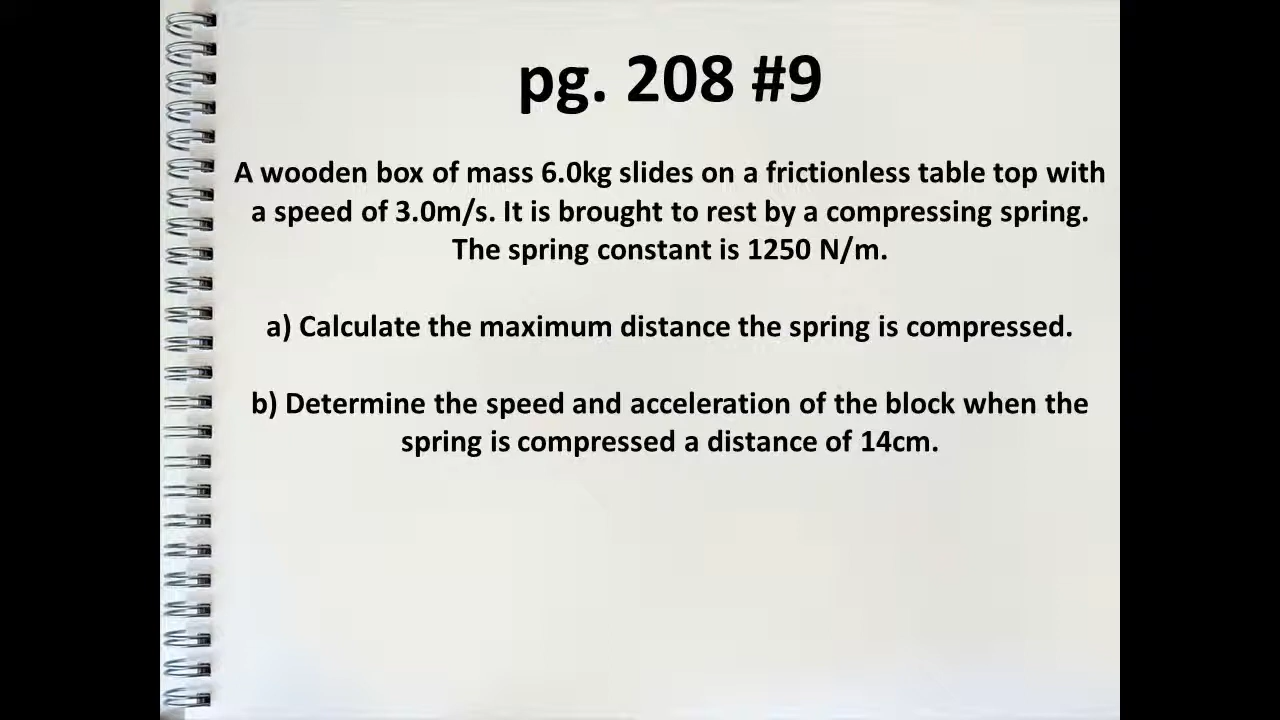 pg. 208 #9
A wooden box of mass 6.0kg slides on a frictionless table top with
a speed of 3.0m/s. It is brought to rest by a compressing spring.
The spring constant is 1250 N/m.
a) Calculate the maximum distance the spring is compressed.
b) Determine the speed and acceleration of the block when the
spring is compressed a distance of 14cm.